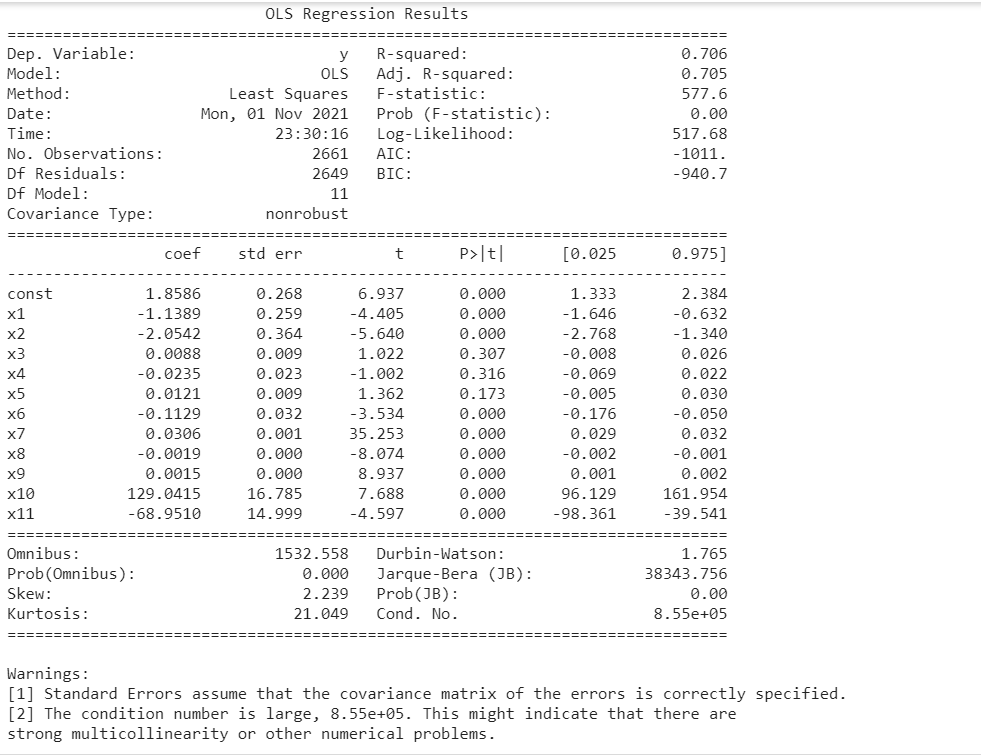 OLS Regression Results
==============================================================================
Dep. Variable:                      y   R-squared:                       0.706
Model:                            OLS   Adj. R-squared:                  0.705
Method:                 Least Squares   F-statistic:                     577.6
Date:                Mon, 01 Nov 2021   Prob (F-statistic):               0.00
Time:                        23:30:16   Log-Likelihood:                 517.68
No. Observations:                2661   AIC:                            -1011.
Df Residuals:                    2649   BIC:                            -940.7
Df Model:                          11
Covariance Type:            nonrobust
==============================================================================
                 coef    std err          t      P>|t|      [0.025      0.975]
------------------------------------------------------------------------------
const          1.8586      0.268      6.937      0.000       1.333       2.384
x1            -1.1389      0.259     -4.405      0.000      -1.646      -0.632
x2            -2.0542      0.364     -5.640      0.000      -2.768      -1.340
x3             0.0088      0.009      1.022      0.307      -0.008       0.026
x4            -0.0235      0.023     -1.002      0.316      -0.069       0.022
x5             0.0121      0.009      1.362      0.173      -0.005       0.030
x6            -0.1129      0.032     -3.534      0.000      -0.176      -0.050
x7             0.0306      0.001     35.253      0.000       0.029       0.032
x8            -0.0019      0.000     -8.074      0.000      -0.002      -0.001
x9             0.0015      0.000      8.937      0.000       0.001       0.002
x10          129.0415     16.785      7.688      0.000      96.129     161.954
x11          -68.9510     14.999     -4.597      0.000     -98.361     -39.541
==============================================================================
Omnibus:                     1532.558   Durbin-Watson:                   1.765
Prob(Omnibus):                  0.000   Jarque-Bera (JB):            38343.756
Skew:                           2.239   Prob(JB):                         0.00
Kurtosis:                      21.049   Cond. No.                     8.55e+05
==============================================================================
Warnings:
[1] Standard Errors assume that the covariance matrix of the errors is correctly specified.
[2] The condition number is large, 8.55e+05. This might indicate that there are
strong multicollinearity or other numerical problems.